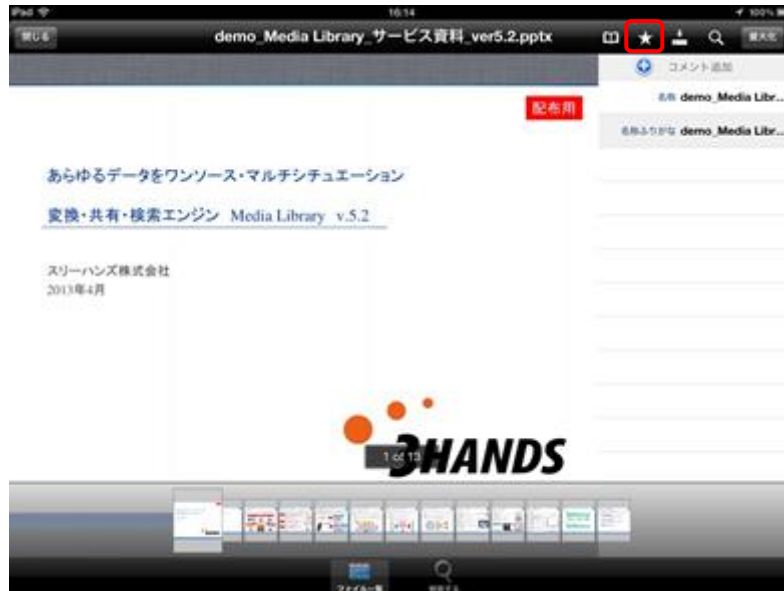 iPad
16:14
100%
閉じる
demo_Media Library_サービス資料_ver5.2.pptx
最大化
コメント追加
配布用
名称 demo_Media Libr...
名称ふりがな demo_Media Libr...
あらゆるデータをワンソース・マルチシチュエーション
変換・共有・検索エンジン Media Library v.5.2
スリーハンズ株式会社
2013年4月
3HANDS
1 of 13
ファイル一覧
検索する